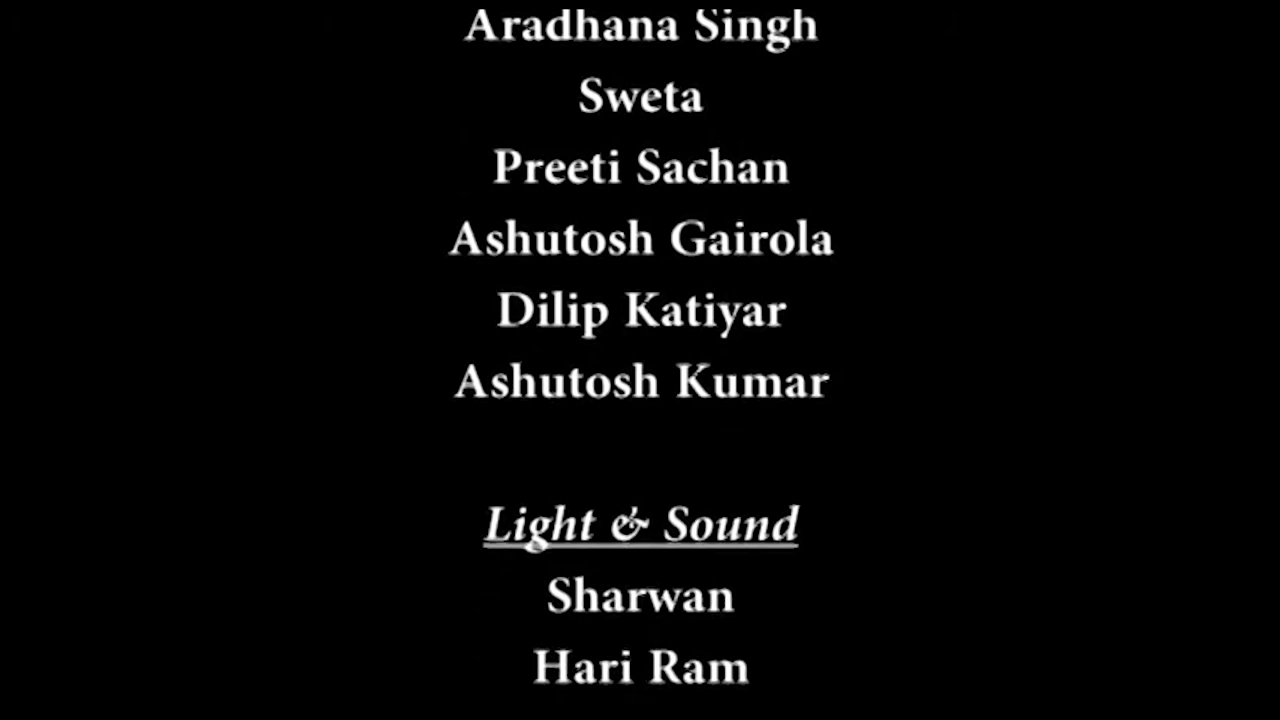 Aradhana Singh
Sweta
Preeti Sachan
Ashutosh Gairola
Dilip Katiyar
Ashutosh Kumar
Light & Sound
Sharwan
Hari Ram